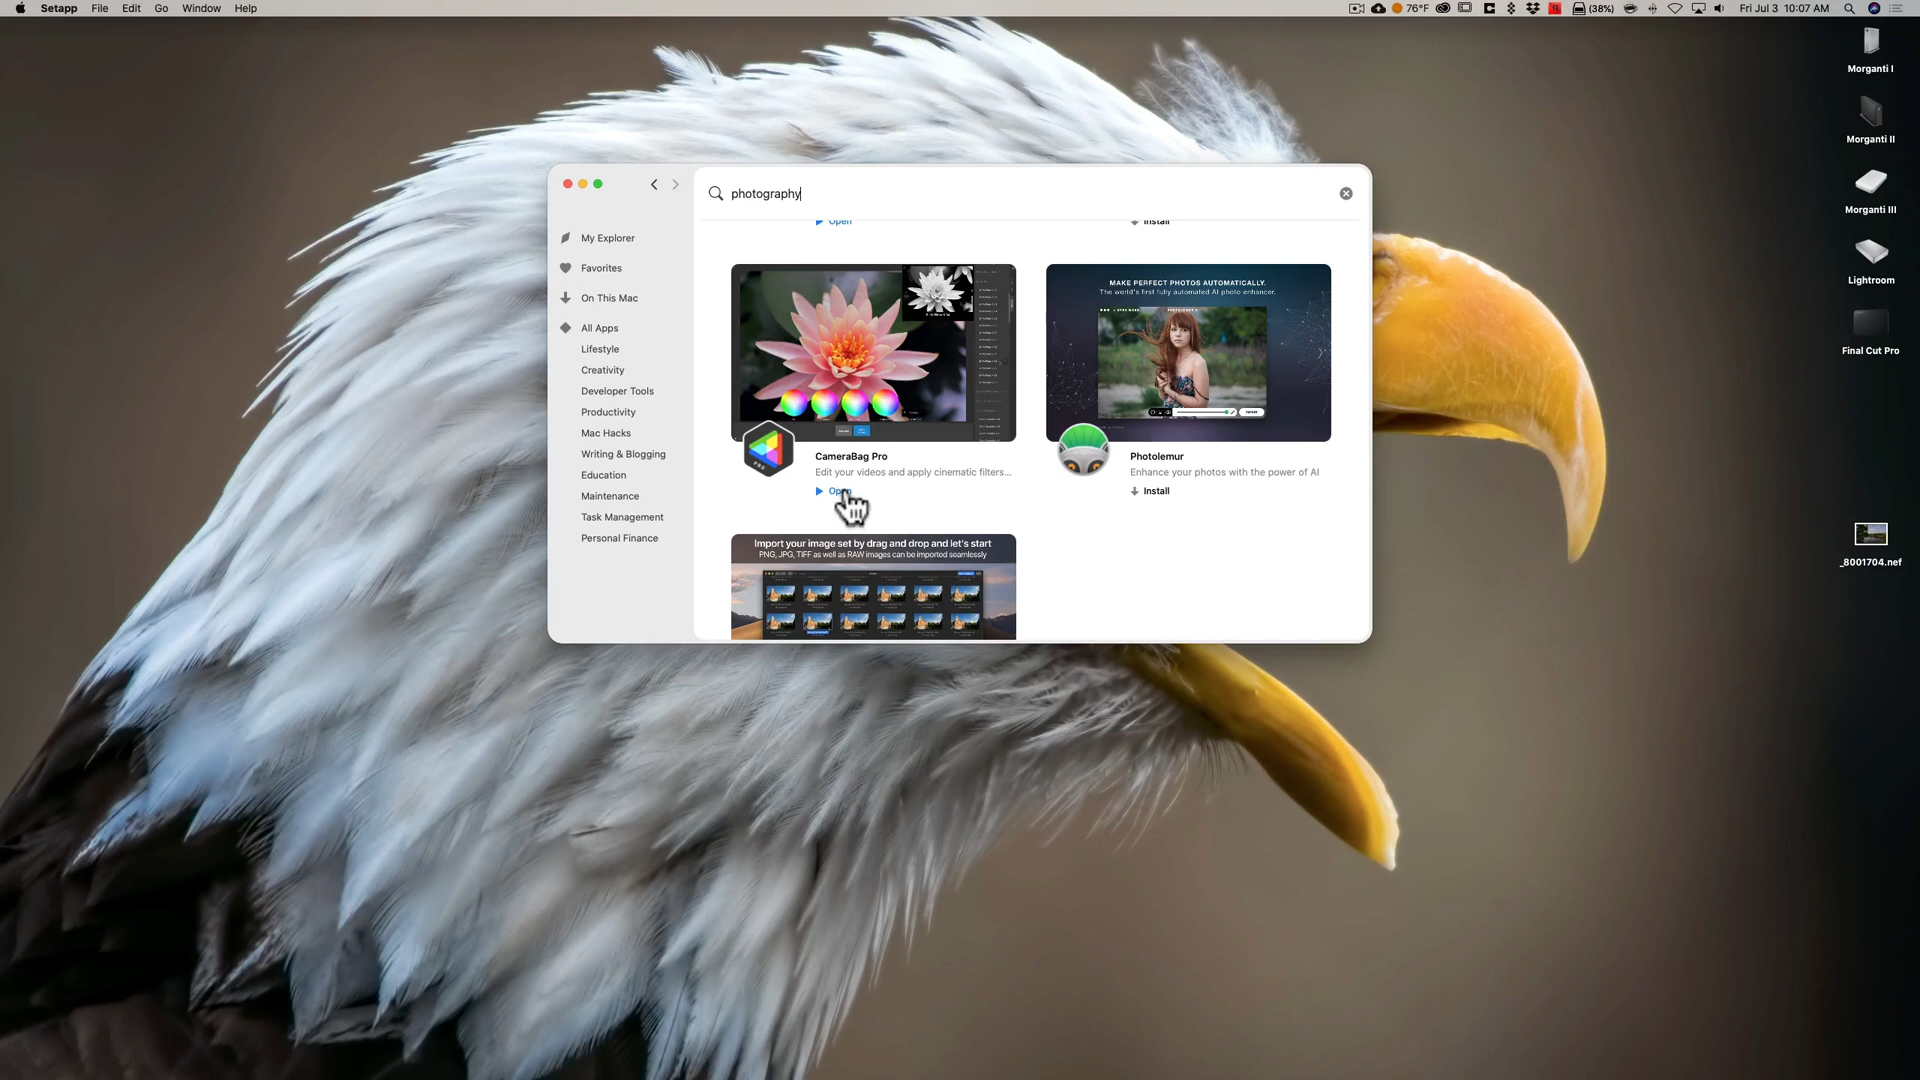 Setapp File Edit Go Window Help
76°F (38%) Fri Jul 3 10:07 AM
Morganti I
Morganti II
Morganti III
Lightroom
Final Cut Pro
_8001704.nef
photography
My Explorer
Favorites
On This Mac
All Apps
Lifestyle
Creativity
Developer Tools
Productivity
Mac Hacks
Writing & Blogging
Education
Maintenance
Task Management
Personal Finance
Open
Install
MAKE PERFECT PHOTOS AUTOMATICALLY.
The world's first fully automated AI photo enhancer.
PRO
CameraBag Pro
Edit your videos and apply cinematic filters...
Photolemur
Enhance your photos with the power of AI
Install
Import your image set by drag and drop and let's start
PNG, JPG, TIFF as well as RAW images can be imported seamlessly